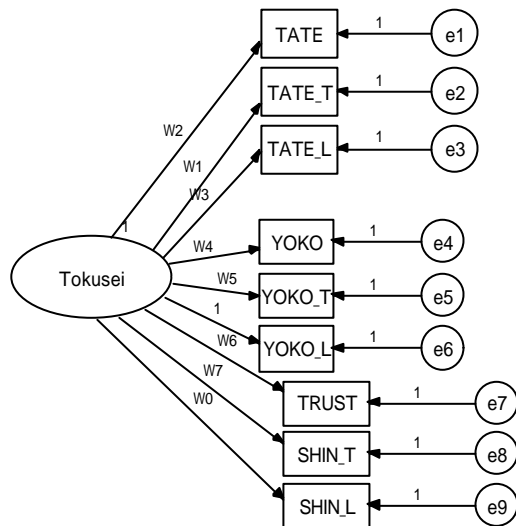 TATE
1
e1
W2
TATE_T
1
e2
W1
TATE_L
1
e3
W3
1
Tokusei
W4
YOKO
1
e4
W5
YOKO_T
1
e5
1
YOKO_L
1
e6
W6
TRUST
1
e7
W7
SHIN_T
1
e8
W0
SHIN_L
1
e9